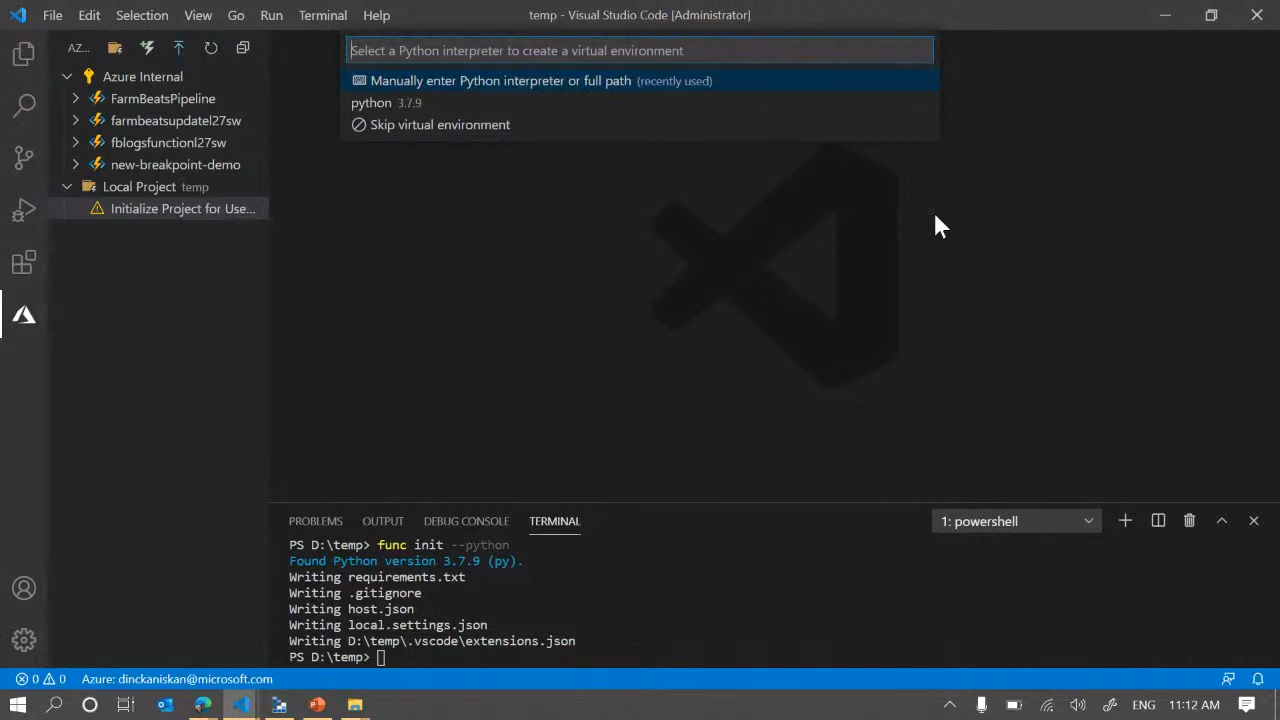 File Edit Selection View Go Run Terminal Help
temp - Visual Studio Code [Administrator]
AZ...
Azure Internal
FarmBeatsPipeline
farmbeatsupdatel27sw
fblogsfunctionl27sw
new-breakpoint-demo
Local Project temp
Initialize Project for Use...
Select a Python interpreter to create a virtual environment
Manually enter Python interpreter or full path (recently used)
python 3.7.9
Skip virtual environment
PROBLEMS OUTPUT DEBUG CONSOLE TERMINAL
1: powershell
PS D:\temp> func init --python
Found Python version 3.7.9 (py).
Writing requirements.txt
Writing .gitignore
Writing host.json
Writing local.settings.json
Writing D:\temp\.vscode\extensions.json
PS D:\temp>
0 0 Azure: dinckaniskan@microsoft.com
ENG 11:12 AM